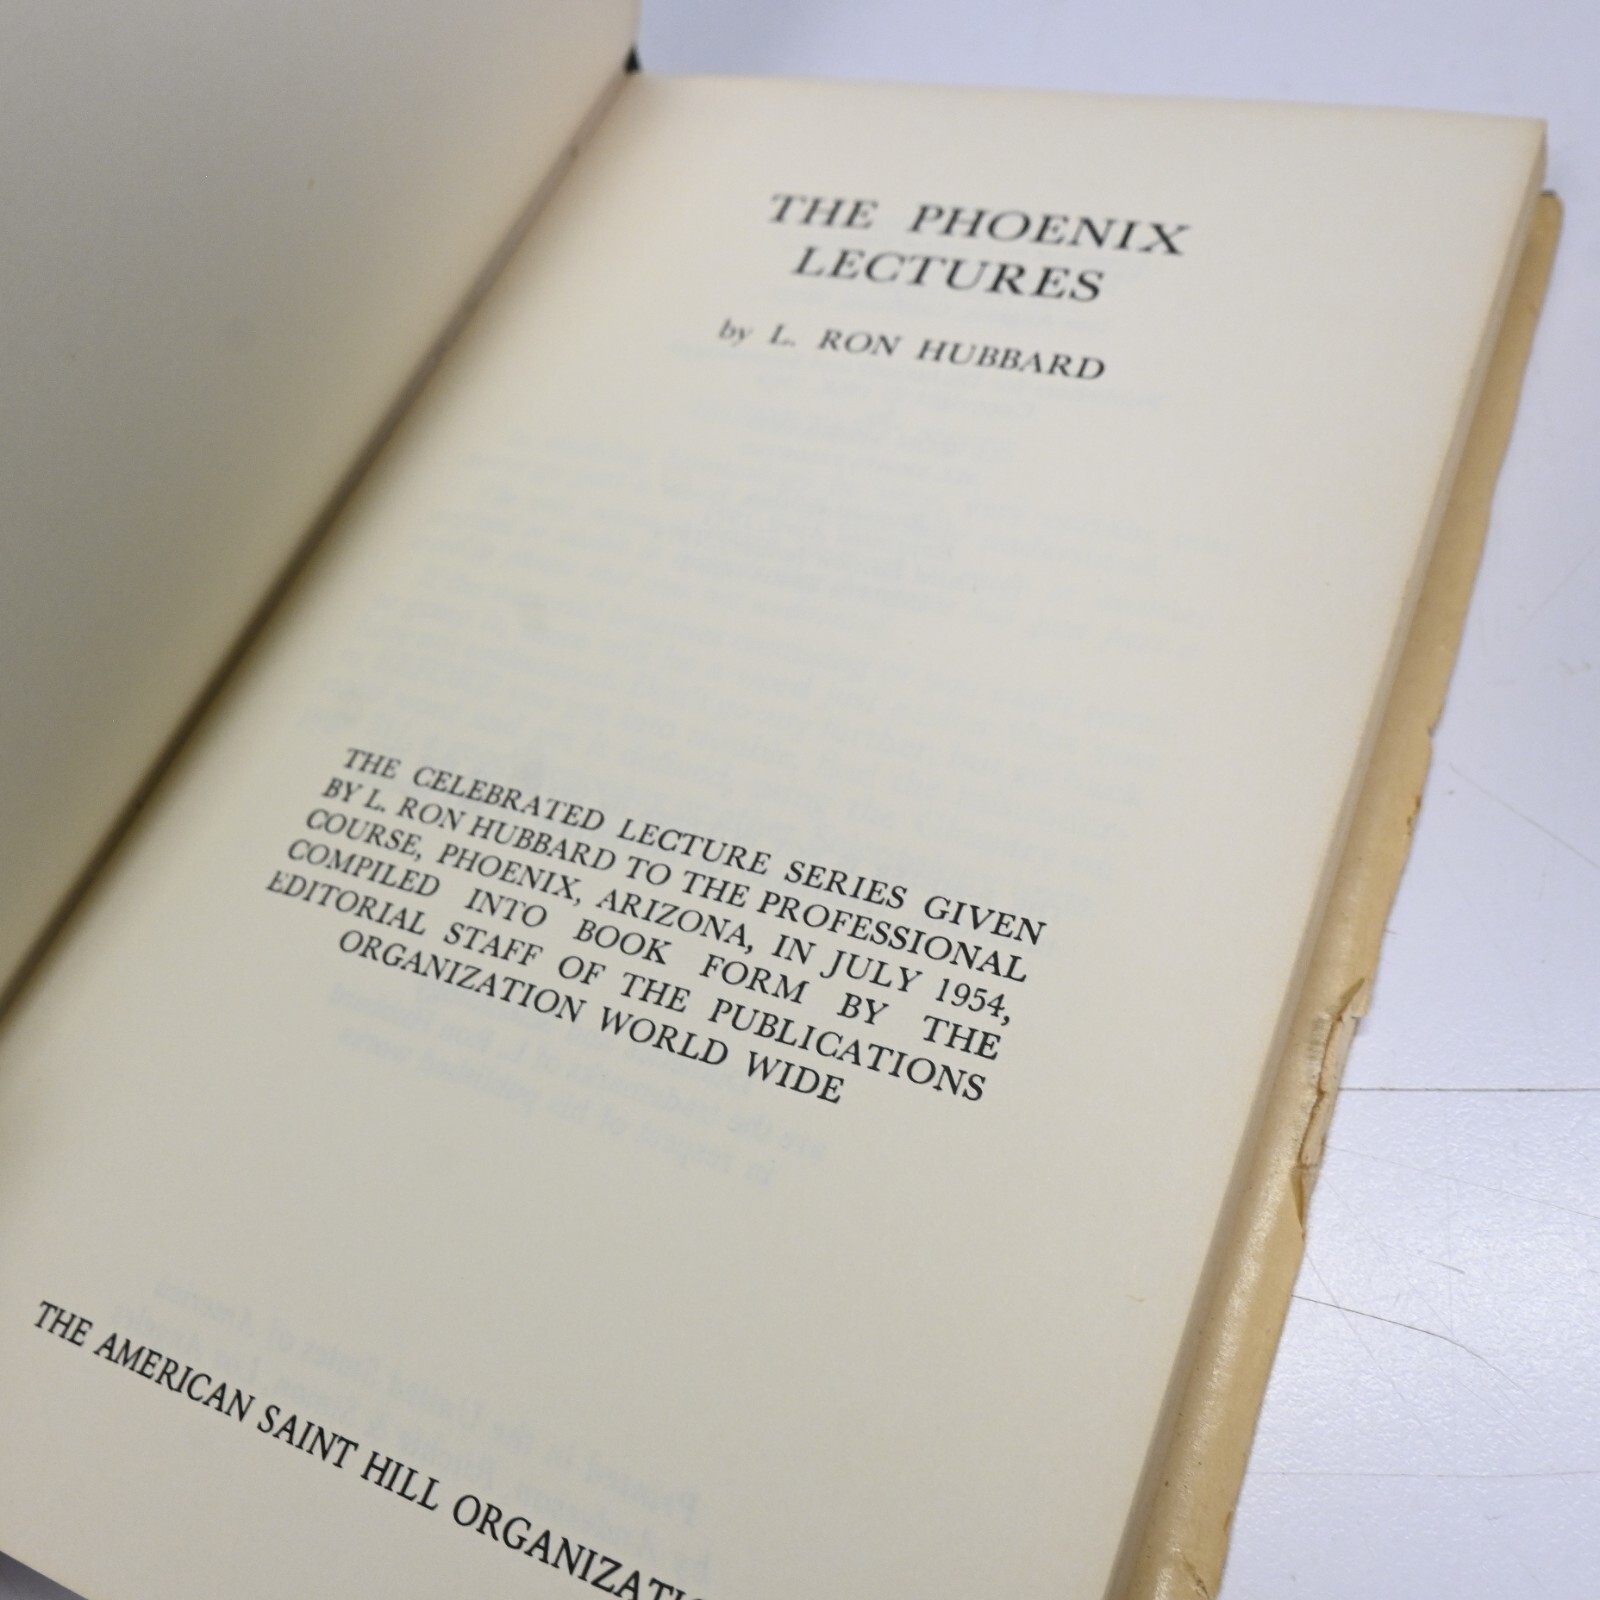 THE PHOENIX
LECTURES
by L. RON HUBBARD
THE CELEBRATED LECTURE SERIES GIVEN
BY L. RON HUBBARD TO THE PROFESSIONAL
COURSE, PHOENIX, ARIZONA, IN JULY 1954,
COMPILED INTO BOOK FORM BY THE
EDITORIAL STAFF OF THE PUBLICATIONS
ORGANIZATION WORLD WIDE
THE AMERICAN SAINT HILL ORGANIZATI